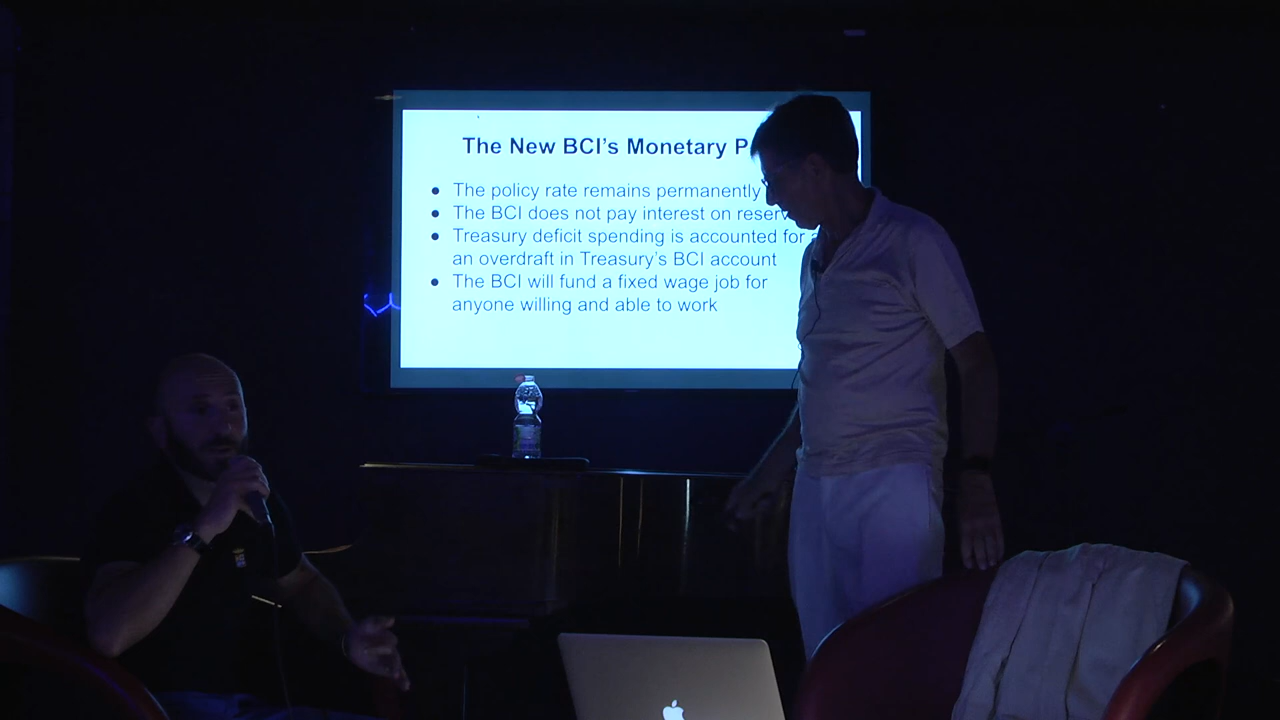 The New BCI's Monetary
● The policy rate remains permanently
● The BCI does not pay interest on
● Treasury deficit spending is accounted for
an overdraft in Treasury's BCI account
● The BCI will fund a fixed wage job for
anyone willing and able to work